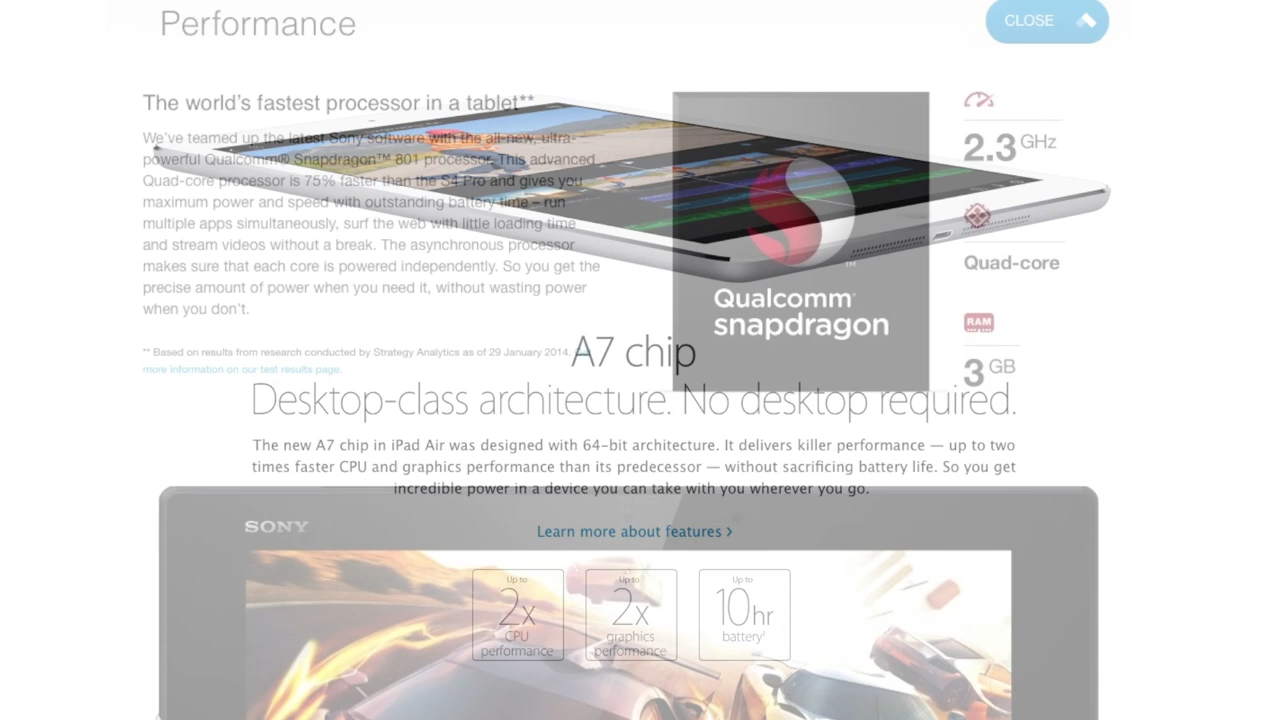 Performance
CLOSE
The world's fastest processor in a tablet**
We've teamed up the latest Sony software with the all-new, ultra-
powerful Qualcomm® Snapdragon™ 801 processor. This advanced
Quad-core processor is 75% faster than the S4 Pro and gives you
maximum power and speed with outstanding battery time – run
multiple apps simultaneously, surf the web with little loading time
and stream videos without a break. The asynchronous processor
makes sure that each core is powered independently. So you get the
precise amount of power when you need it, without wasting power
when you don't.
** Based on results from research conducted by Strategy Analytics as of 29 January 2014.
more information on our test results page.
™
Qualcomm
snapdragon
2.3 GHz
Quad-core
RAM
3 GB
A7 chip
Desktop-class architecture. No desktop required.
The new A7 chip in iPad Air was designed with 64-bit architecture. It delivers killer performance — up to two
times faster CPU and graphics performance than its predecessor — without sacrificing battery life. So you get
incredible power in a device you can take with you wherever you go.
SONY
Learn more about features >
Up to
2x
CPU
performance
Up to
2x
graphics
performance
Up to
10hr
battery¹